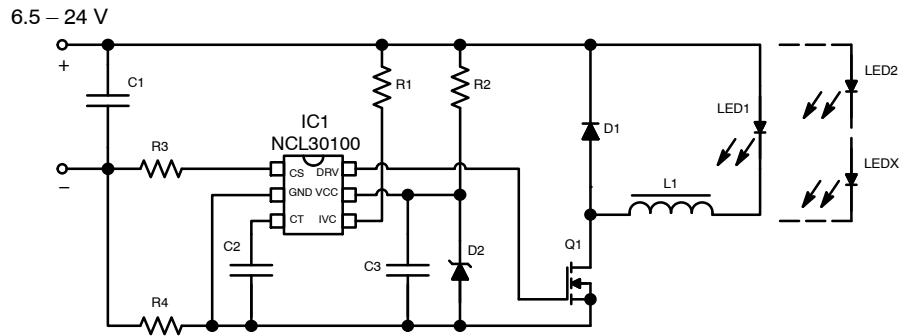 6.5 – 24 V
+
C1
R1
R2
LED2
LED1
D1
IC1
NCL30100
R3
CS
DRV
–
GND
VCC
LEDX
L1
CT
IVC
C2
C3
D2
Q1
R4